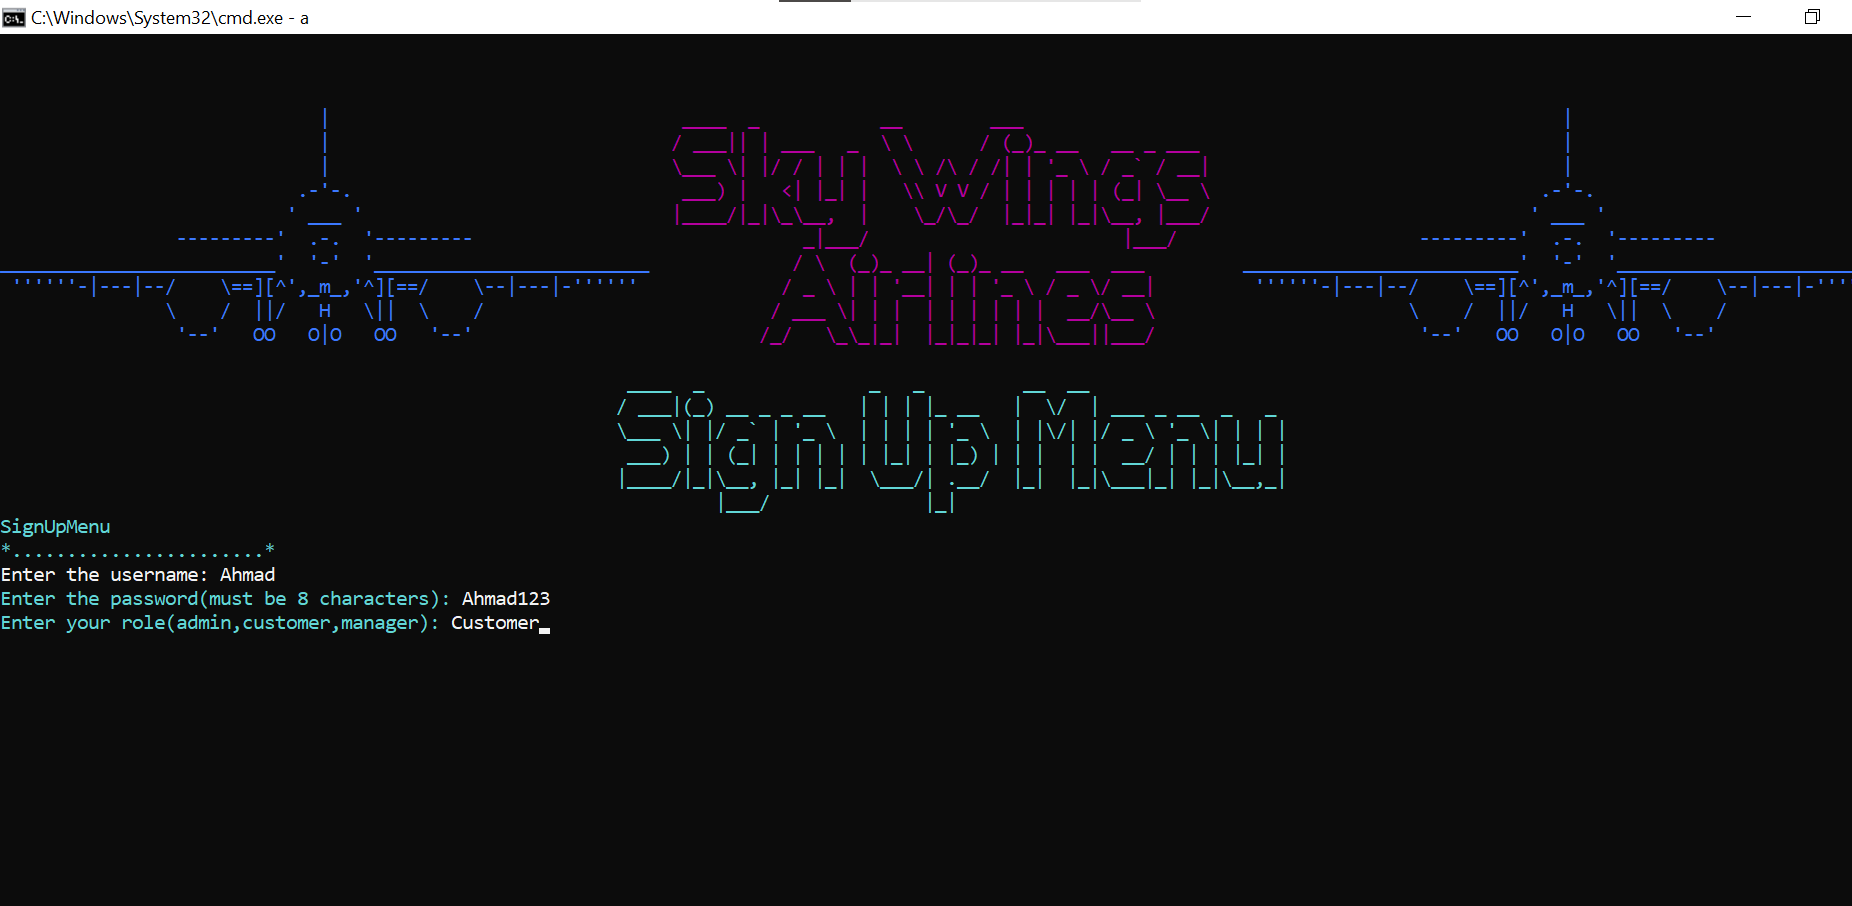 C:\Windows\System32\cmd.exe - a
Sky Wings
Airlines
Sign Up Menu
SignUpMenu
*.......................*
Enter the username: Ahmad
Enter the password(must be 8 characters): Ahmad123
Enter your role(admin,customer,manager): Customer